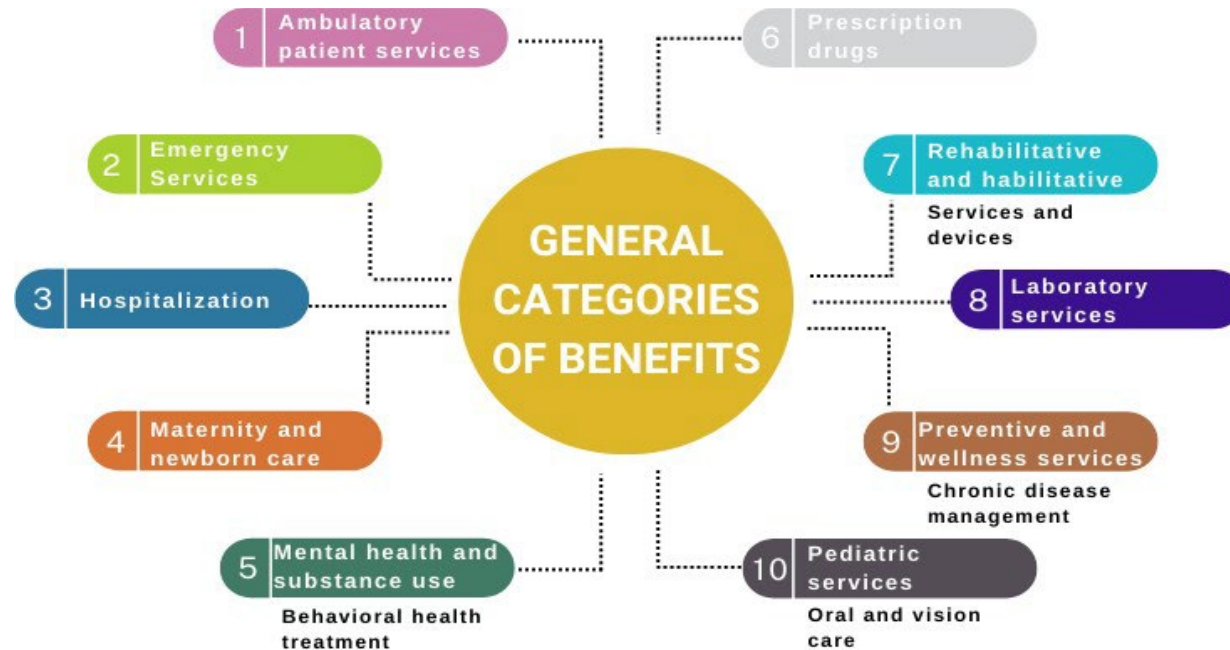 1
Ambulatory
patient services
2
Emergency
Services
3
Hospitalization
4
Maternity and
newborn care
5
Mental health and
substance use
Behavioral health
treatment
GENERAL
CATEGORIES
OF BENEFITS
6
Prescription
drugs
7
Rehabilitative
and habilitative
Services and
devices
8
Laboratory
services
9
Preventive and
wellness services
Chronic disease
management
10
Pediatric
services
Oral and vision
care